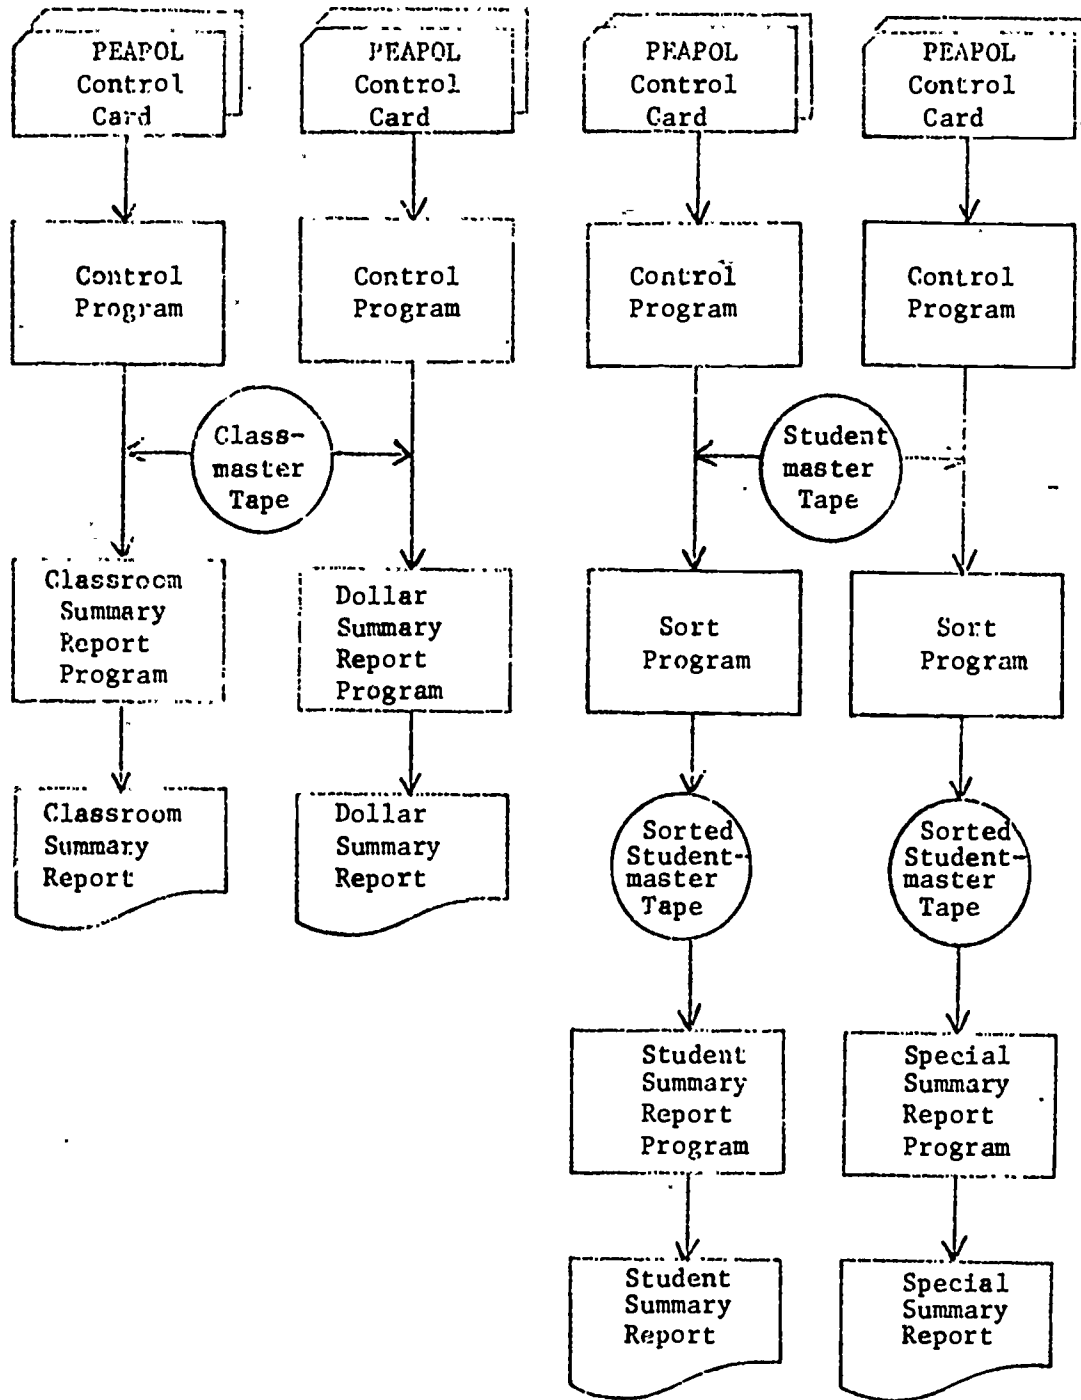 PEAPOL
Control
Card
PEAPOL
Control
Card
PEAPOL
Control
Card
PEAPOL
Control
Card
Control
Program
Control
Program
Control
Program
Control
Program
Class-
master
Tape
Student
master
Tape
Classroom
Summary
Report
Program
Dollar
Summary
Report
Program
Sort
Program
Sort
Program
Classroom
Summary
Report
Dollar
Summary
Report
Sorted
Student-
master
Tape
Sorted
Student-
master
Tape
Student
Summary
Report
Program
Special
Summary
Report
Program
Student
Summary
Report
Special
Summary
Report